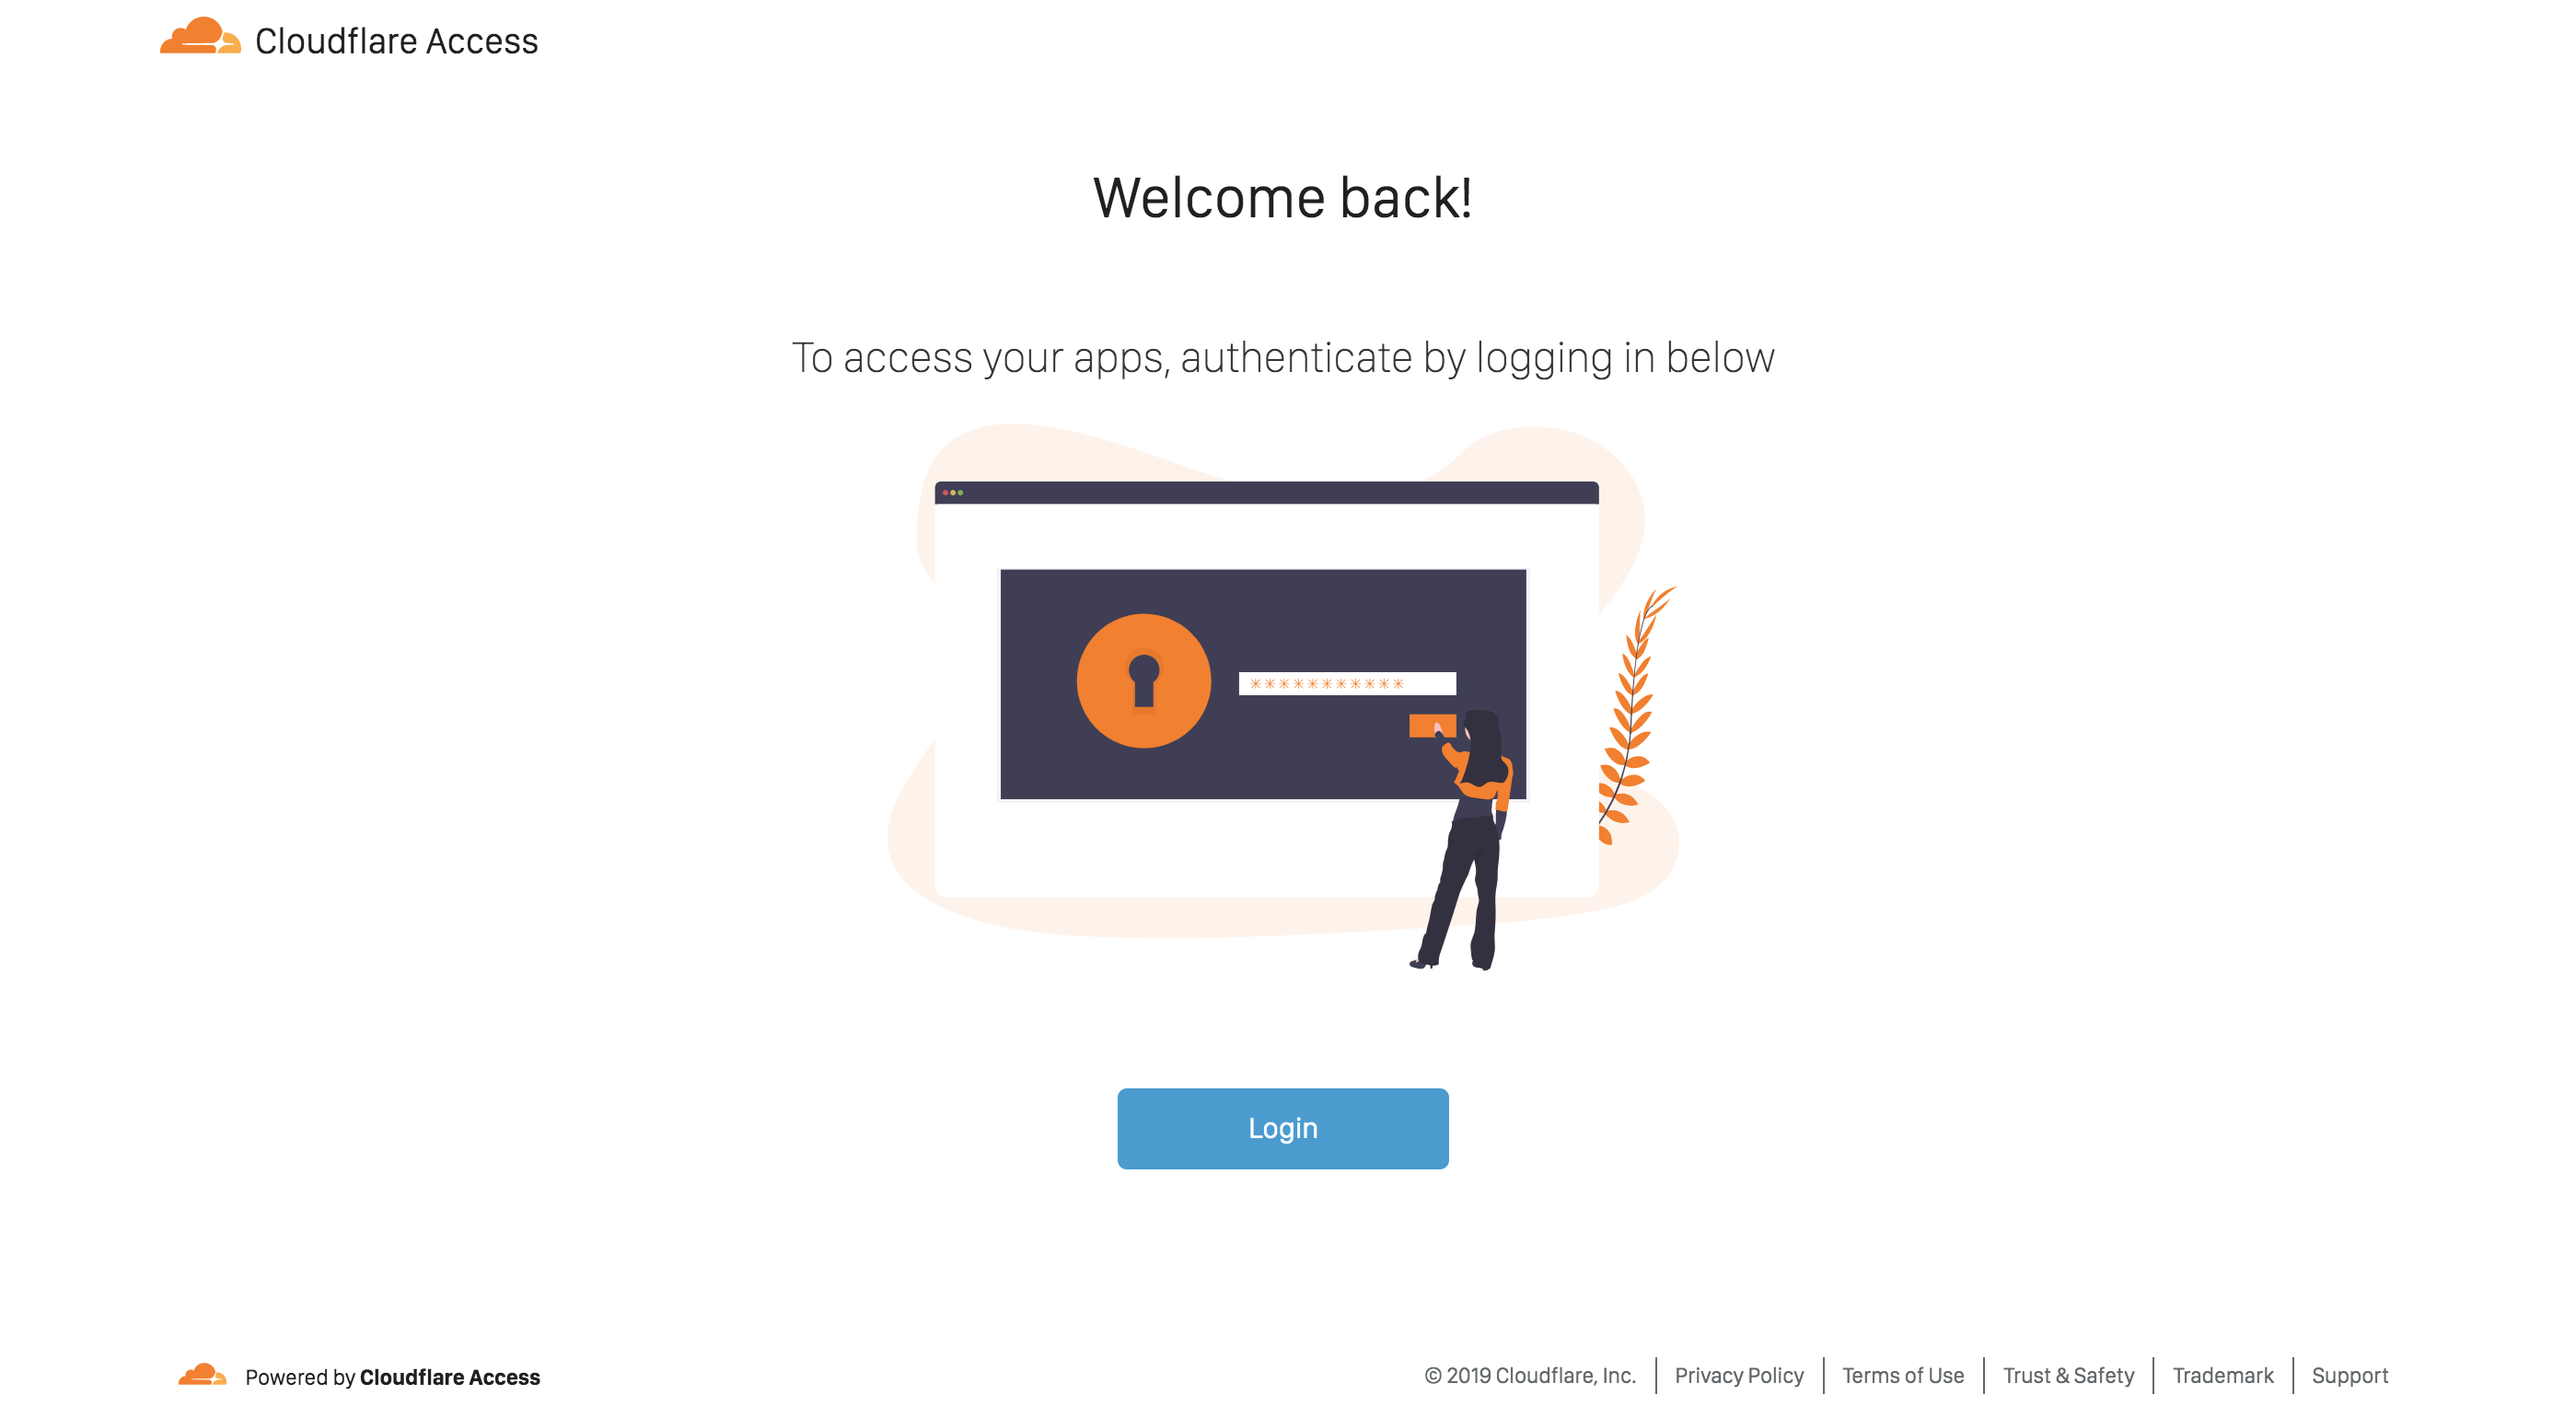 Cloudflare Access
Welcome back!
To access your apps, authenticate by logging in below
***********
Login
Powered by Cloudflare Access
© 2019 Cloudflare, Inc. | Privacy Policy | Terms of Use | Trust & Safety | Trademark | Support